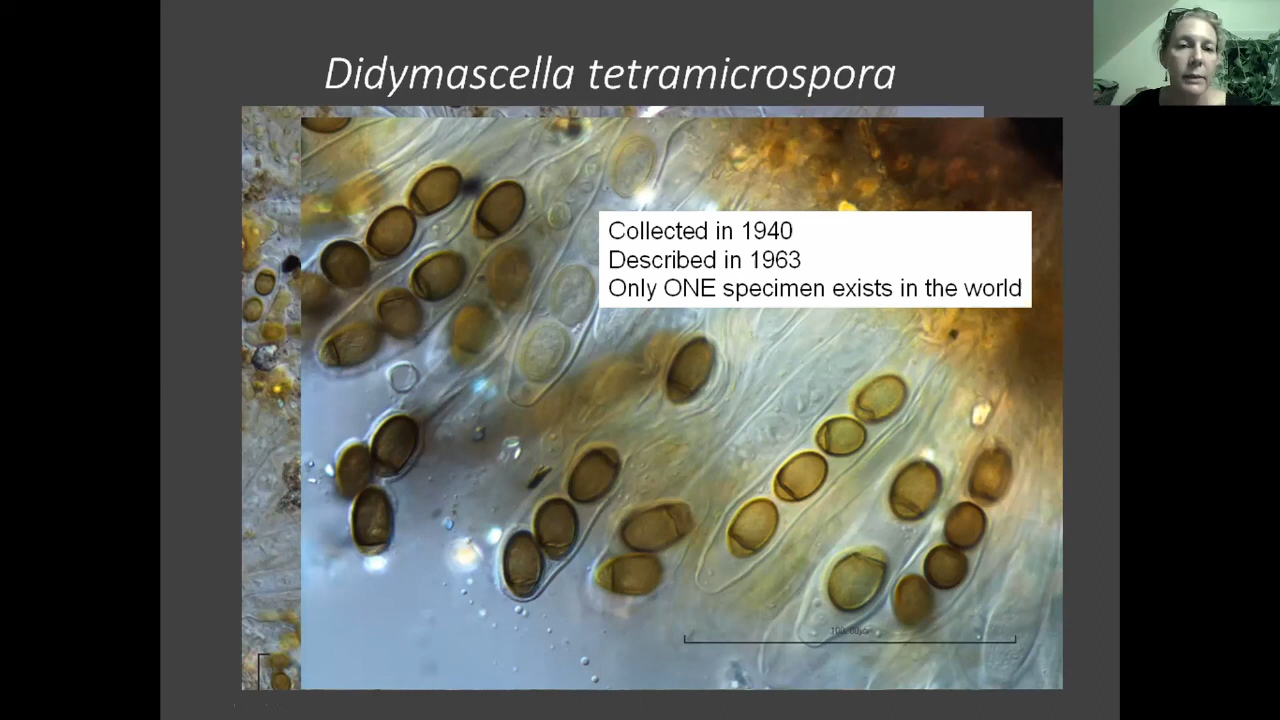 Didymascella tetramicrospora
Collected in 1940
Described in 1963
Only ONE specimen exists in the world